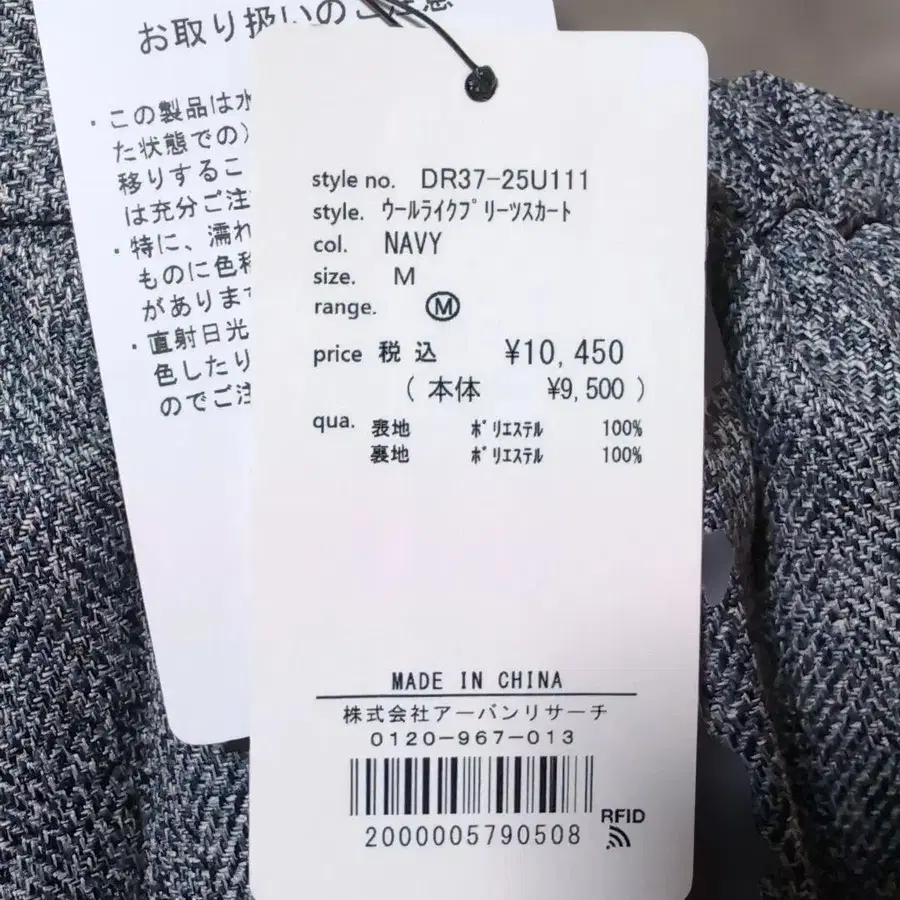 お取り扱いのご注意
・この製品は水
た状態での)
移りするこ
は充分ご注
・特に、濡れ
ものに色移
があります
・直射日光
色したり
のでご注
style no. DR37-25U111
style. ウールライクプリーツスカート
col. NAVY
size. M
range. Ⓜ
price 税込 ¥10,450
(本体 ¥9,500)
qua. 表地 ポリエステル 100%
裏地 ポリエステル 100%
MADE IN CHINA
株式会社アーバンリサーチ
0120-967-013
2000005790508
RFID